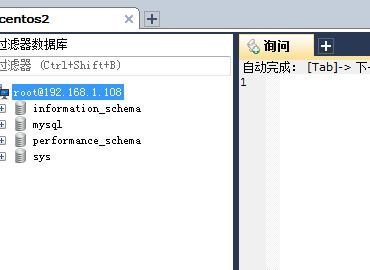 centos2
过滤器数据库
过滤器 (Ctrl+Shift+B)
root@192.168.1.108
information_schema
mysql
performance_schema
sys
询问
自动完成: [Tab]-> 下一
1